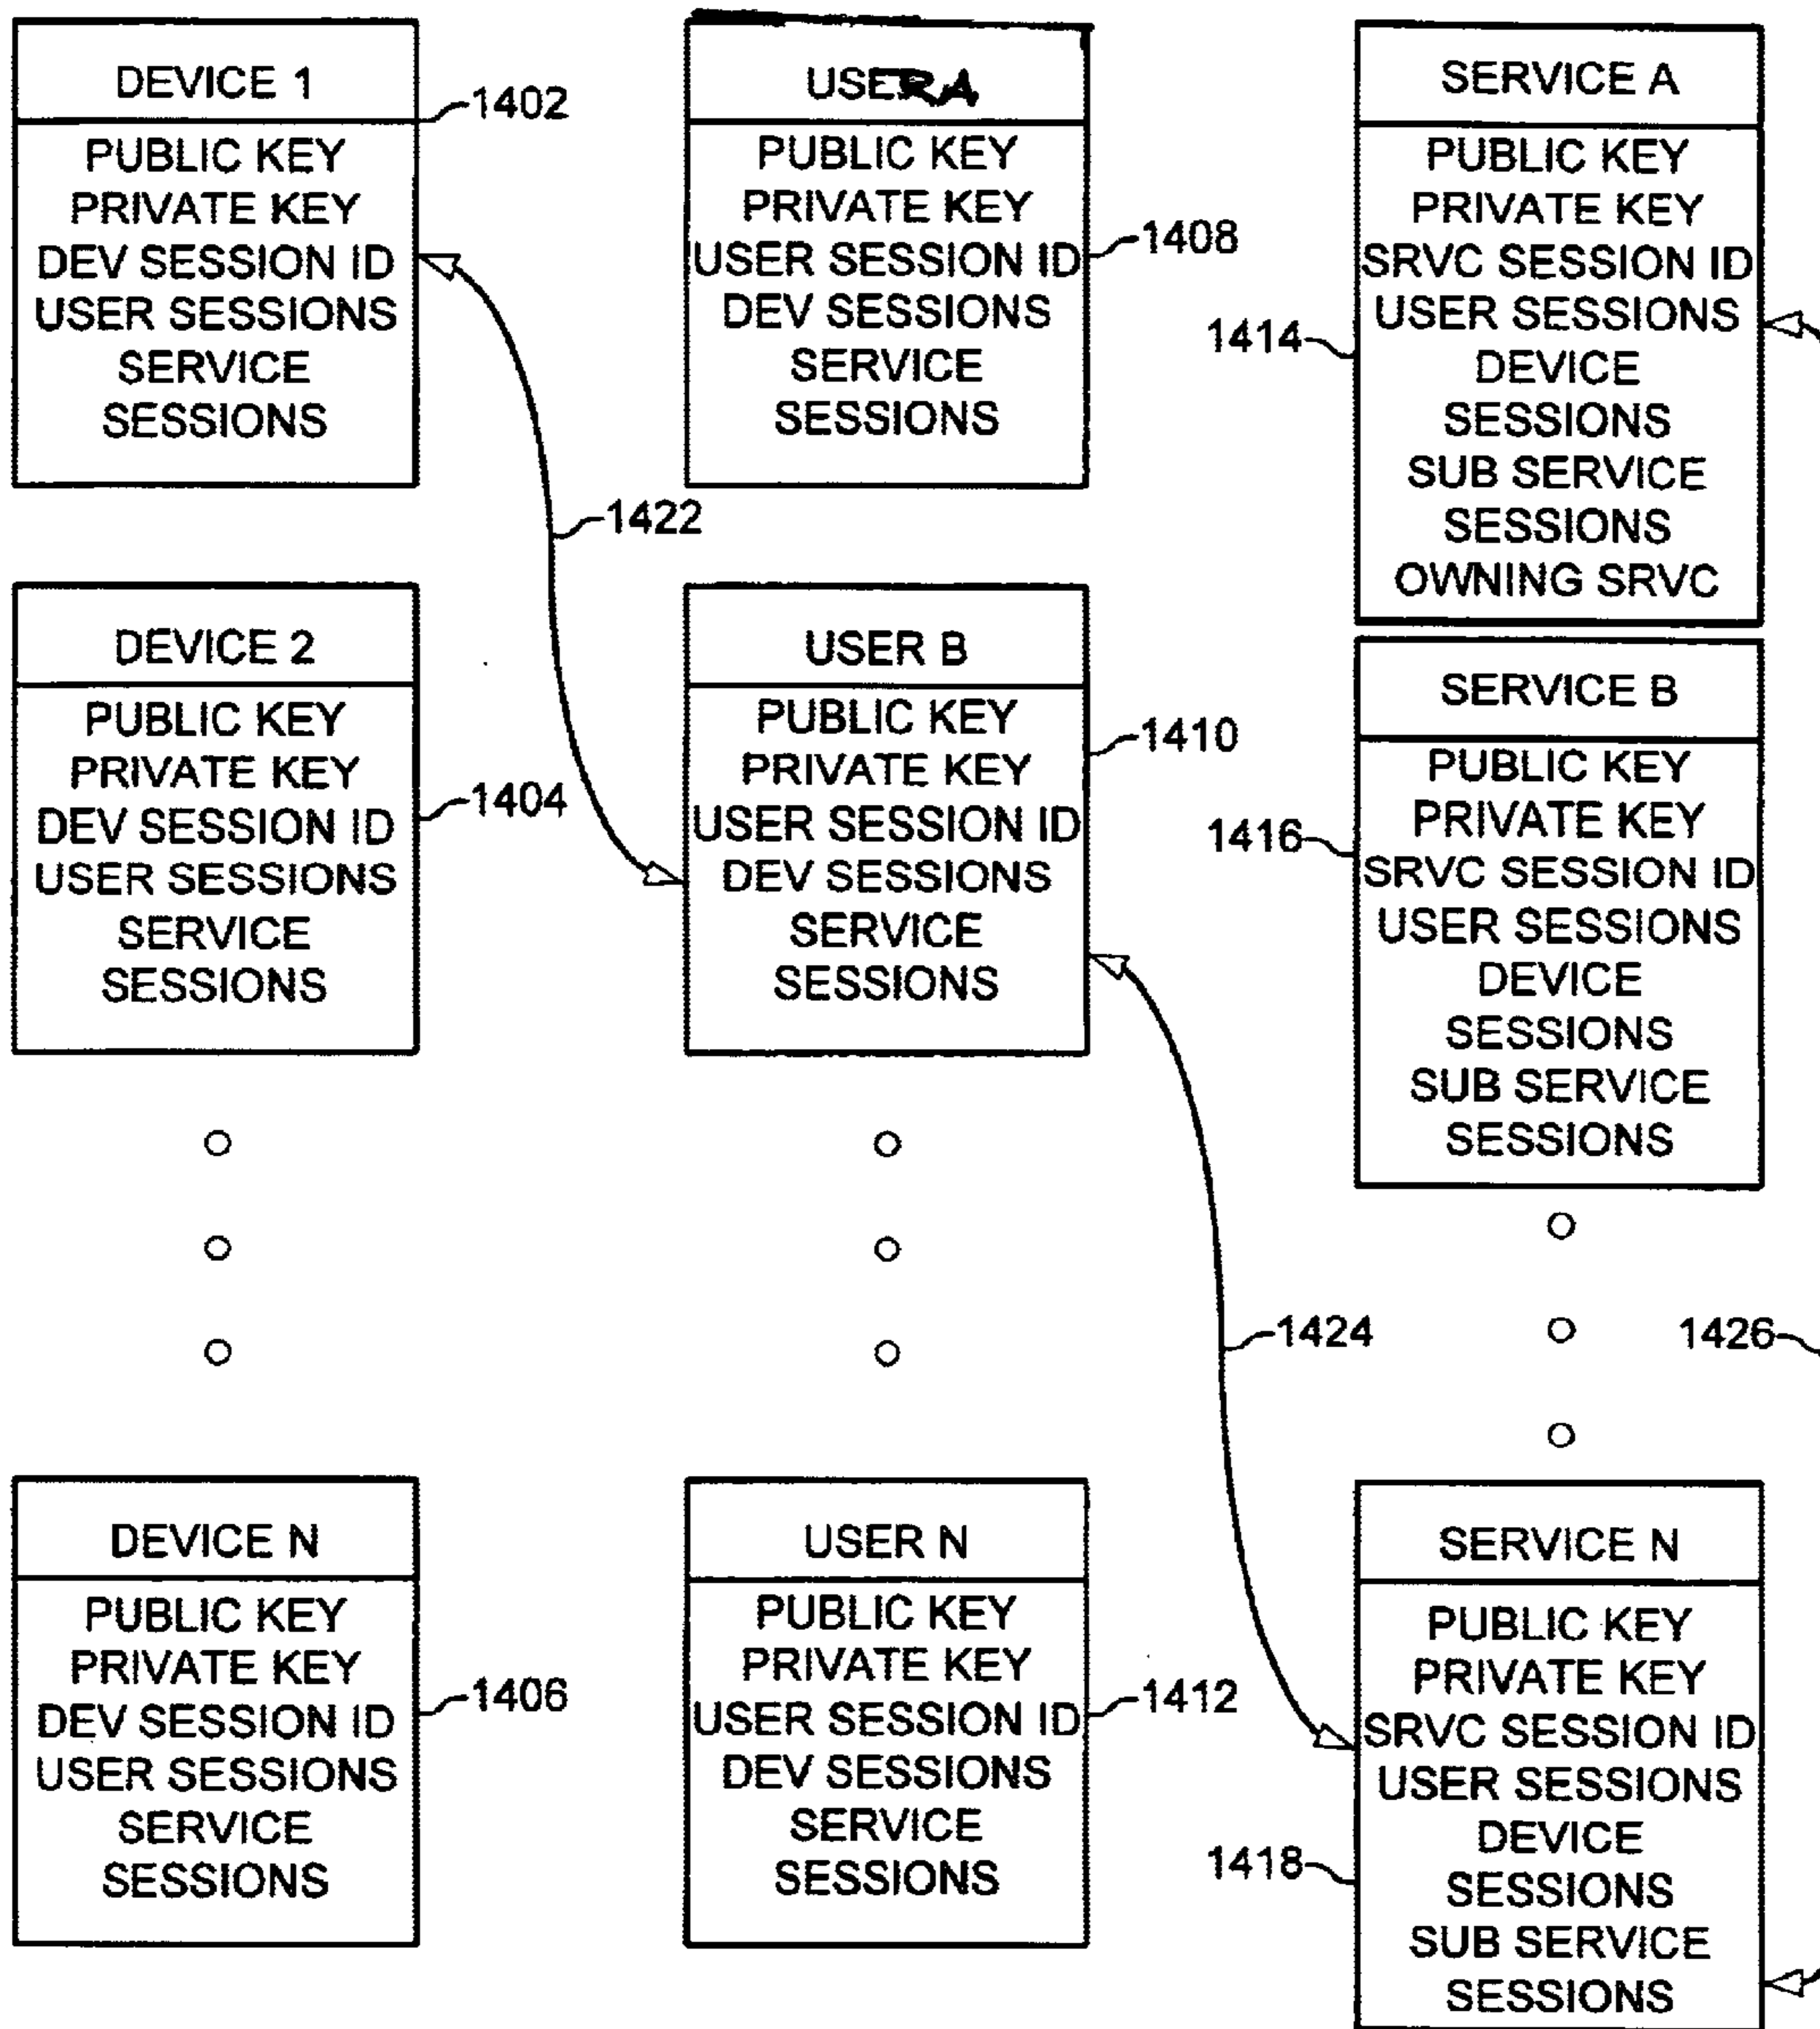 DEVICE 1
1402
PUBLIC KEY
PRIVATE KEY
DEV SESSION ID
USER SESSIONS
SERVICE
SESSIONS
USER A
PUBLIC KEY
PRIVATE KEY
USER SESSION ID
1408
DEV SESSIONS
SERVICE
SESSIONS
SERVICE A
PUBLIC KEY
PRIVATE KEY
SRVC SESSION ID
USER SESSIONS
1414
DEVICE
SESSIONS
SUB SERVICE
SESSIONS
OWNING SRVC
1422
DEVICE 2
PUBLIC KEY
PRIVATE KEY
1404
DEV SESSION ID
USER SESSIONS
SERVICE
SESSIONS
USER B
PUBLIC KEY
1410
PRIVATE KEY
USER SESSION ID
DEV SESSIONS
SERVICE
SESSIONS
SERVICE B
PUBLIC KEY
PRIVATE KEY
1416
SRVC SESSION ID
USER SESSIONS
DEVICE
SESSIONS
SUB SERVICE
SESSIONS
1424
1426
DEVICE N
PUBLIC KEY
PRIVATE KEY
1406
DEV SESSION ID
USER SESSIONS
SERVICE
SESSIONS
USER N
PUBLIC KEY
PRIVATE KEY
USER SESSION ID
1412
DEV SESSIONS
SERVICE
SESSIONS
SERVICE N
PUBLIC KEY
PRIVATE KEY
SRVC SESSION ID
USER SESSIONS
DEVICE
1418
SESSIONS
SUB SERVICE
SESSIONS